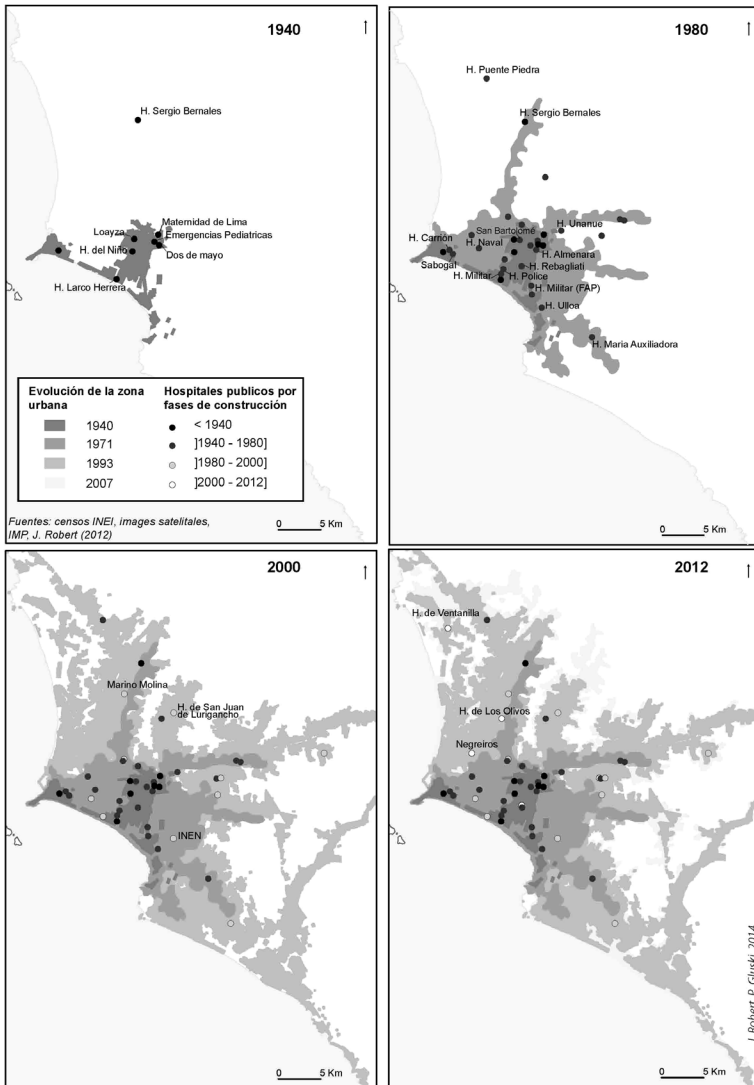 1940
H. Sergio Bernales
Maternidad de Lima
Loayza
Emergencias Pediatricas
H. del Niño
Dos de mayo
H. Larco Herrera
Evolución de la zona
urbana
1940
1971
1993
2007
Hospitales publicos por
fases de construcción
< 1940
]1940 - 1980]
]1980 - 2000]
]2000 - 2012]
Fuentes: censos INEI, images satelitales,
IMP, J. Robert (2012)
0 5 Km
1980
H. Puente Piedra
H. Sergio Bernales
San Bartolomé
H. Unanue
H. Carrión
H. Naval
H. Almenara
Sabogal
H. Rebagliati
H. Militar
H. Police
H. Militar (FAP)
H. Ulloa
H. Maria Auxiliadora
0 5 Km
2000
Marino Molina
H. de San Juan
de Lurigancho
INEN
0 5 Km
2012
H. de Ventanilla
H. de Los Olivos
Negreiros
0 5 Km
J. Robert, P. Gluski, 2014